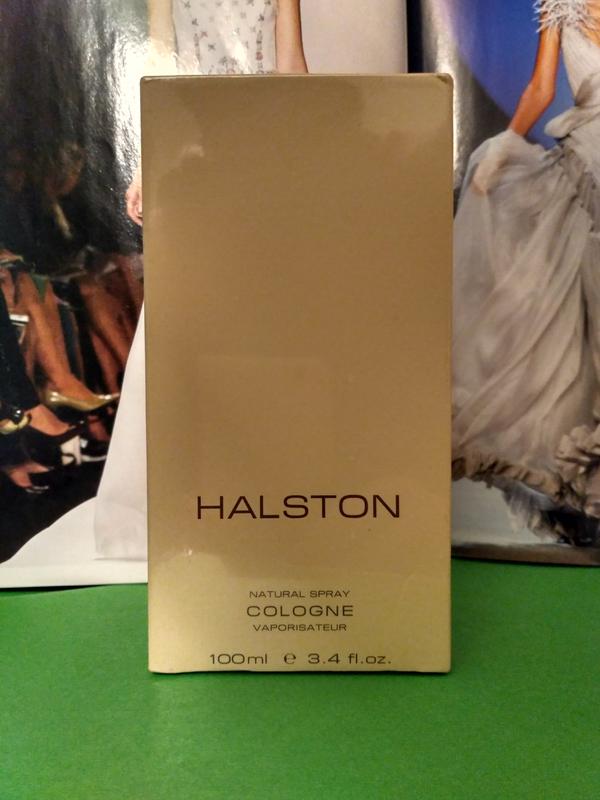 HALSTON
NATURAL SPRAY
COLOGNE
VAPORISATEUR
100ml ℮ 3.4 fl.oz.